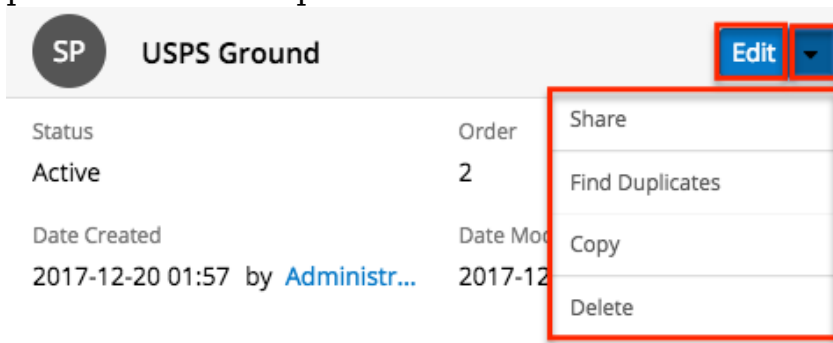 SP USPS Ground Edit
Status Order Share
Active 2 Find Duplicates
Date Created Date Mod Copy
2017-12-20 01:57 by Administr... 2017-12
Delete